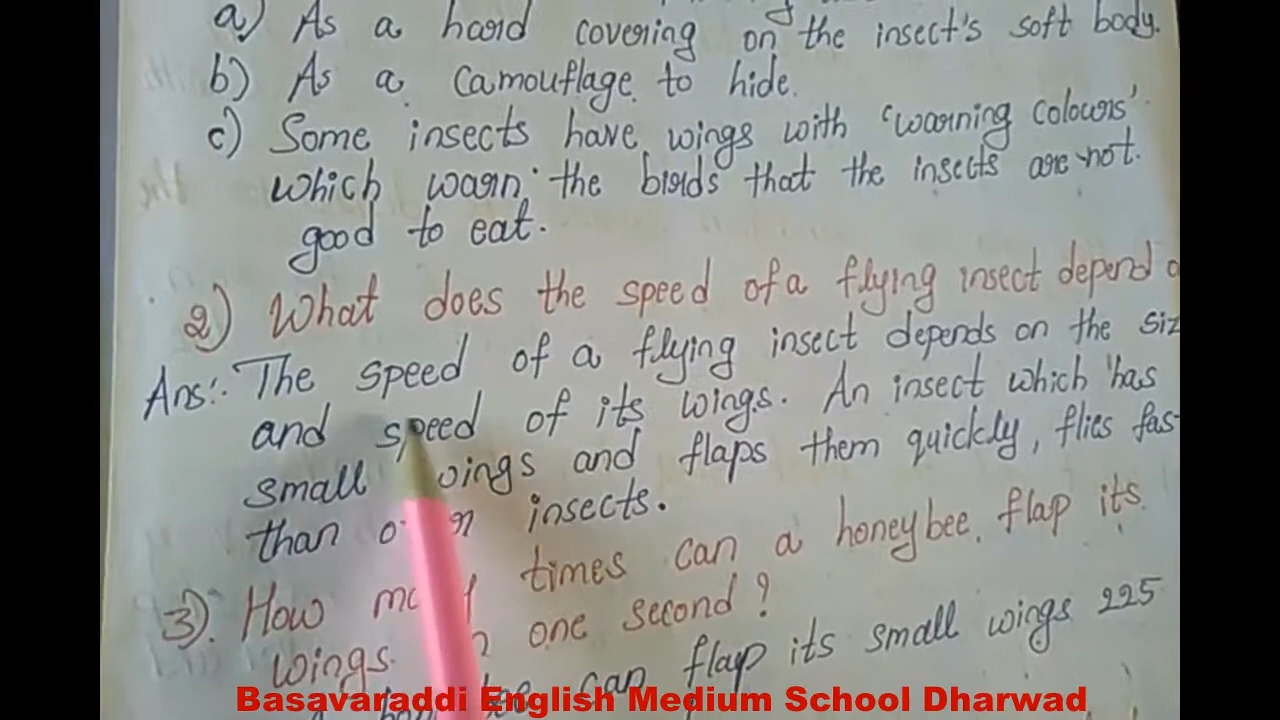 a) As a hard covering on the insect's soft body.
b) As a camouflage to hide.
c) Some insects have wings with 'warning colours'
which warn the birds that the insects are not
good to eat.
2) What does the speed of a flying insect depend
Ans:- The speed of a flying insect depends on the siz
and speed of its wings. An insect which has
small wings and flaps them quickly, flies fas
than insects.
3). How times can a honeybee flap its
wings one second?
can flap its small wings 225
Basavaraddi English Medium School Dharwad